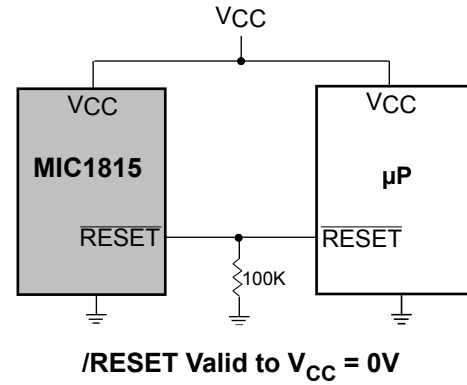 VCC
VCC
VCC
MIC1815
µP
RESET
RESET
100K
/RESET Valid to VCC = 0V